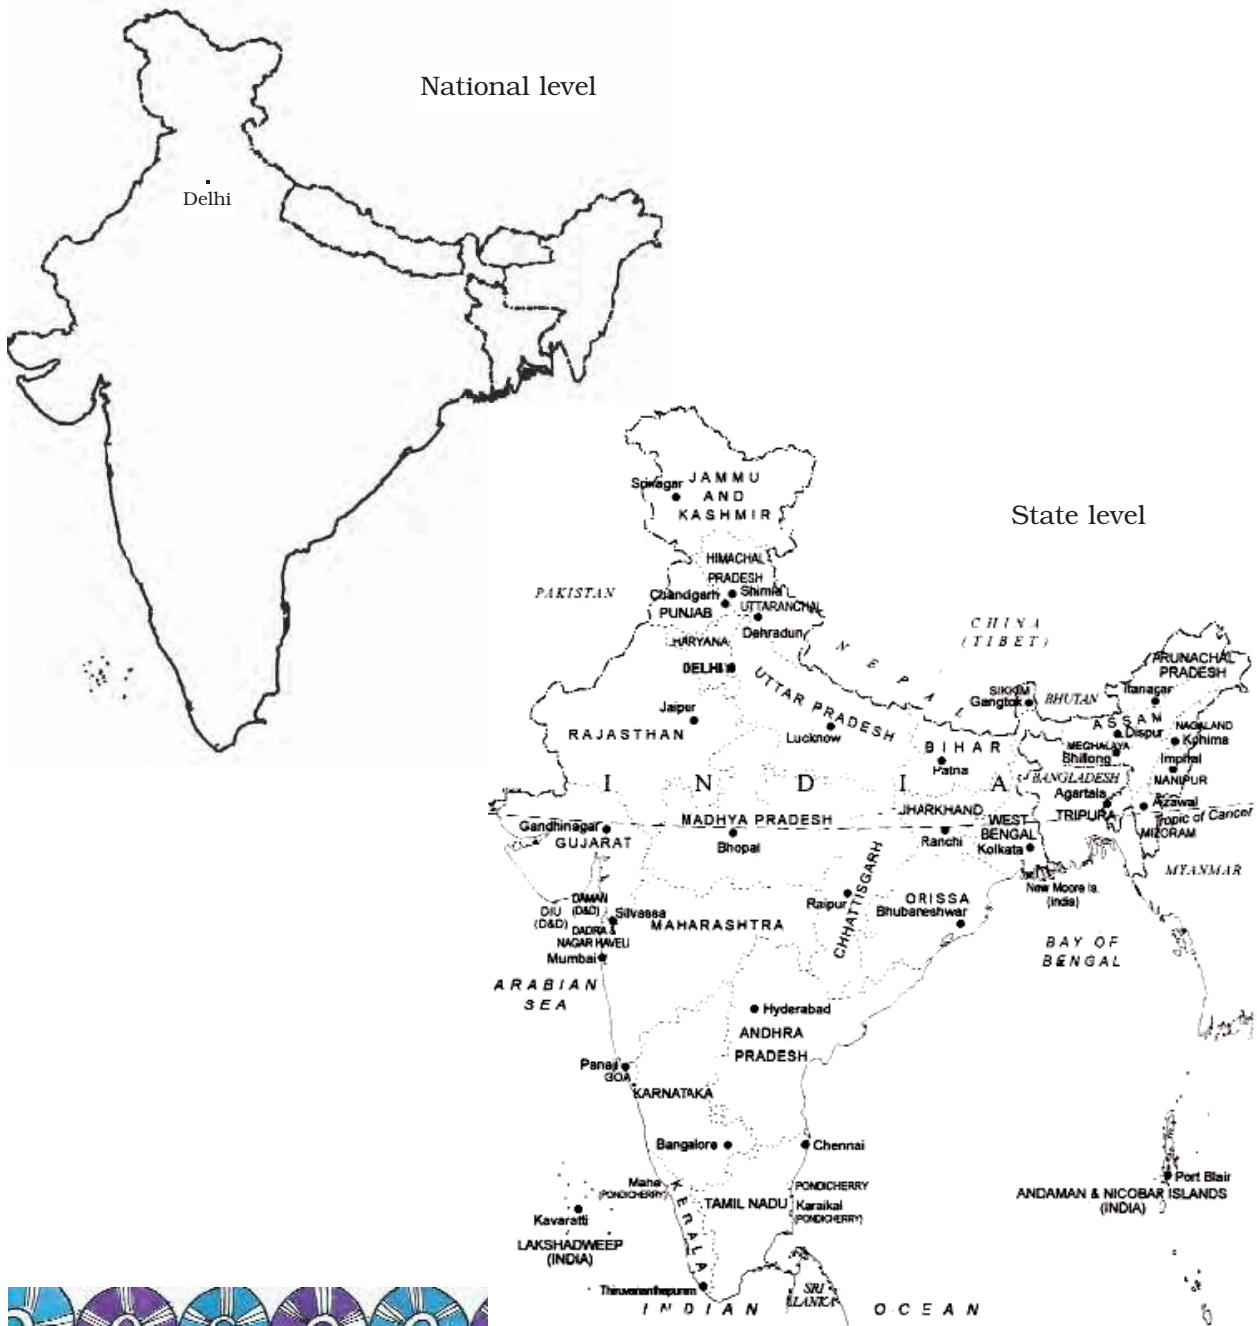 National level
Delhi
State level
Srinagar
JAMMU
AND
KASHMIR
HIMACHAL
PRADESH
PAKISTAN
Chandigarh
Shimla
PUNJAB
UTTARANCHAL
Dehradun
HARYANA
DELHI
CHINA
(TIBET)
NEPAL
ARUNACHAL
PRADESH
SIKKIM
Gangtok
BHUTAN
Itanagar
UTTAR PRADESH
Jaipur
RAJASTHAN
Lucknow
ASSAM
Dispur
NAGALAND
Kohima
BIHAR
Patna
MEGHALAYA
Shillong
Imphal
BANGLADESH
MANIPUR
INDIA
Agartala
Azawal
JHARKHAND
TRIPURA
Tropic of Cancer
MADHYA PRADESH
WEST
BENGAL
MIZORAM
Gandhinagar
GUJARAT
Bhopal
Ranchi
Kolkata
MYANMAR
New Moore Is.
(India)
CHHATTISGARH
Raipur
ORISSA
Bhubaneshwar
DAMAN
(D&D)
DIU
(D&D)
Silvassa
DADRA &
NAGAR HAVELI
MAHARASHTRA
Mumbai
BAY OF
BENGAL
ARABIAN
SEA
Hyderabad
ANDHRA
PRADESH
Panaji
GOA
KARNATAKA
Bangalore
Chennai
Mahe
(PONDICHERRY)
KERALA
TAMIL NADU
PONDICHERRY
Karaikal
(PONDICHERRY)
Port Blair
ANDAMAN & NICOBAR ISLANDS
(INDIA)
Kavaratti
LAKSHADWEEP
(INDIA)
Thiruvananthapuram
SRI
LANKA
INDIAN OCEAN